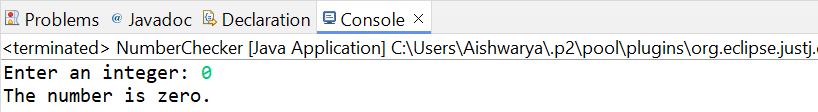 Problems @ Javadoc Declaration Console ×
<terminated> NumberChecker [Java Application] C:\Users\Aishwarya\.p2\pool\plugins\org.eclipse.justj.
Enter an integer: 0
The number is zero.